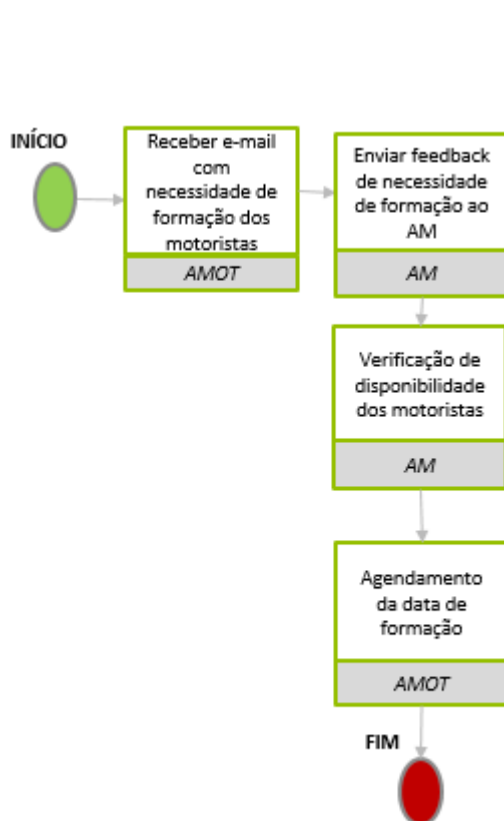 INÍCIO
Receber e-mail
com
necessidade de
formação dos
motoristas
AMOT
Enviar feedback
de necessidade
de formação ao
AM
AM
Verificação de
disponibilidade
dos motoristas
AM
Agendamento
da data de
formação
AMOT
FIM